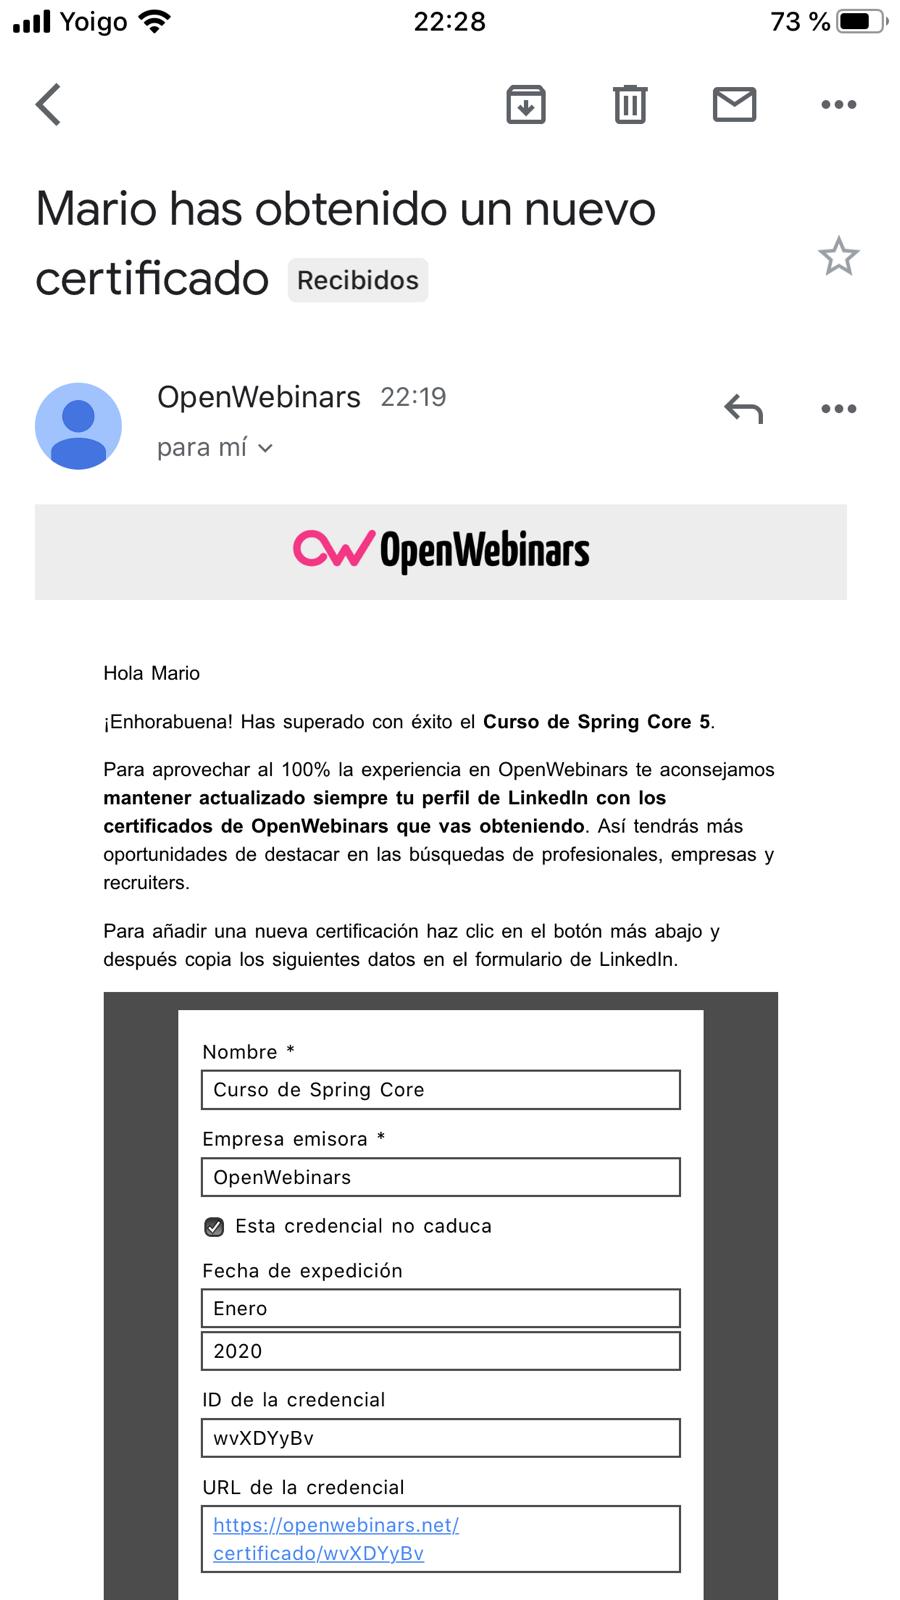 Yoigo 22:28 73 %
Mario has obtenido un nuevo
certificado Recibidos
OpenWebinars 22:19
para mí
OpenWebinars
Hola Mario
¡Enhorabuena! Has superado con éxito el Curso de Spring Core 5.
Para aprovechar al 100% la experiencia en OpenWebinars te aconsejamos
mantener actualizado siempre tu perfil de LinkedIn con los
certificados de OpenWebinars que vas obteniendo. Así tendrás más
oportunidades de destacar en las búsquedas de profesionales, empresas y
recruiters.
Para añadir una nueva certificación haz clic en el botón más abajo y
después copia los siguientes datos en el formulario de LinkedIn.
Nombre *
Curso de Spring Core
Empresa emisora *
OpenWebinars
Esta credencial no caduca
Fecha de expedición
Enero
2020
ID de la credencial
wvXDYyBv
URL de la credencial
https://openwebinars.net/
certificado/wvXDYyBv